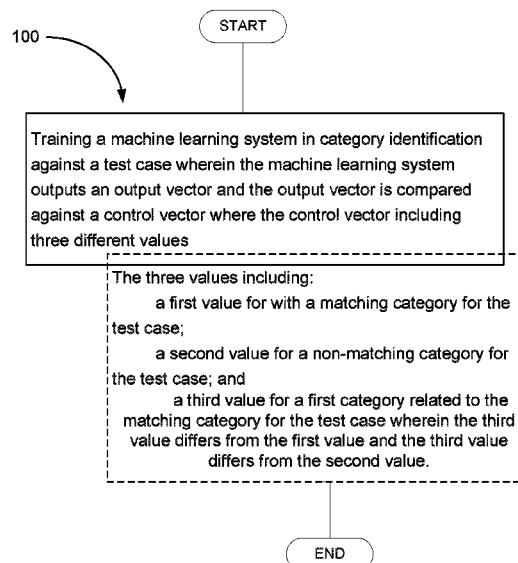 START
100
Training a machine learning system in category identification
against a test case wherein the machine learning system
outputs an output vector and the output vector is compared
against a control vector where the control vector including
three different values
The three values including:
a first value for with a matching category for the
test case;
a second value for a non-matching category for
the test case; and
a third value for a first category related to the
matching category for the test case wherein the third
value differs from the first value and the third value
differs from the second value.
END